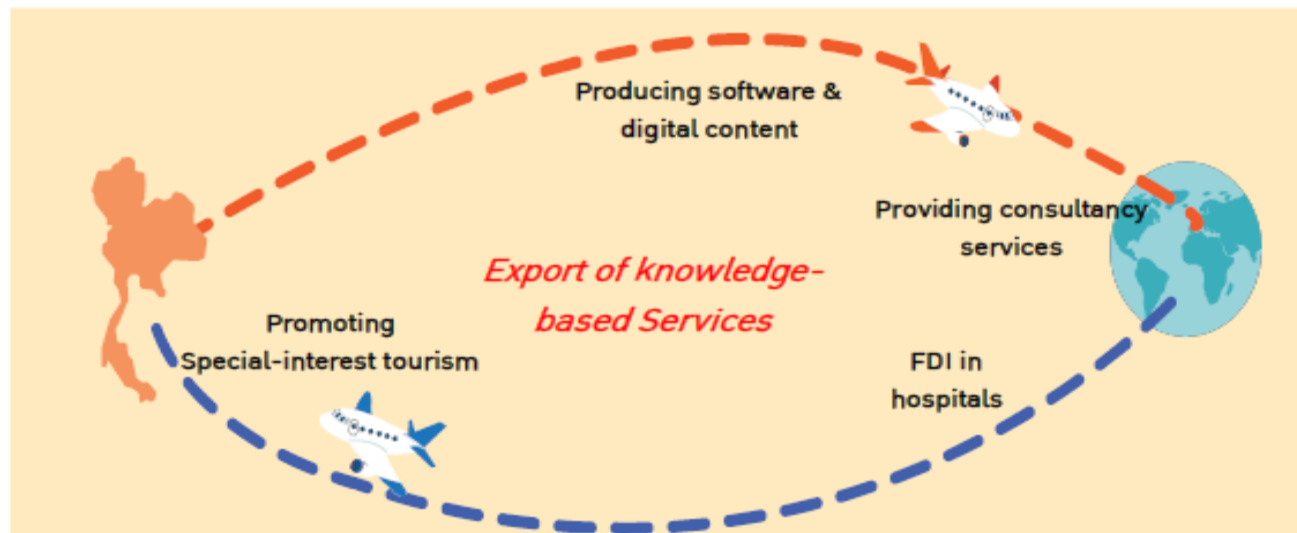 Producing software &
digital content
Providing consultancy
services
Export of knowledge-
based Services
Promoting
Special-interest tourism
FDI in
hospitals